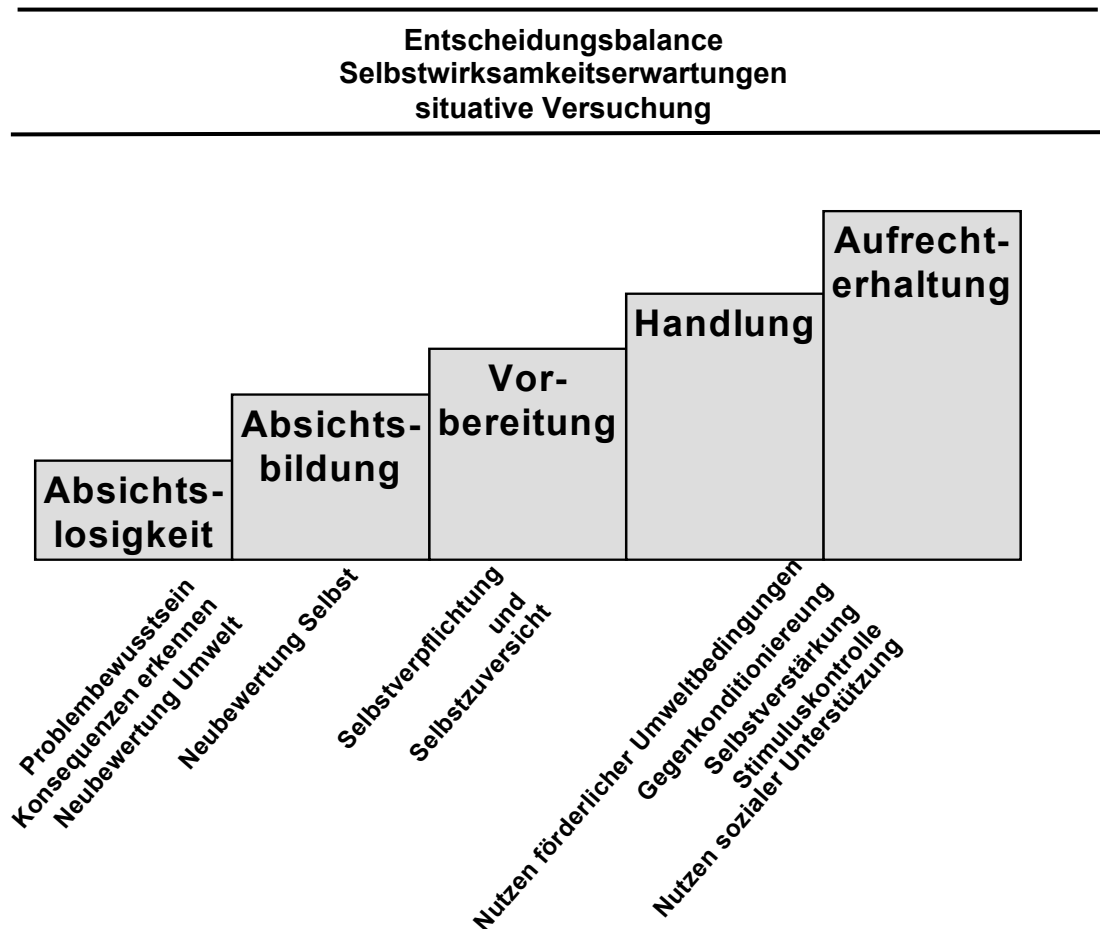 Entscheidungsbalance
Selbstwirksamkeitserwartungen
situative Versuchung
Absichts-
losigkeit
Absichts-
bildung
Vor-
bereitung
Handlung
Aufrecht-
erhaltung
Problembewusstsein
Konsequenzen erkennen
Neubewertung Umwelt
Neubewertung Selbst
Selbstverpflichtung
und
Selbstzuversicht
Nutzen förderlicher Umweltbedingungen
Gegenkonditioniereung
Selbstverstärkung
Stimuluskontrolle
Nutzen sozialer Unterstützung